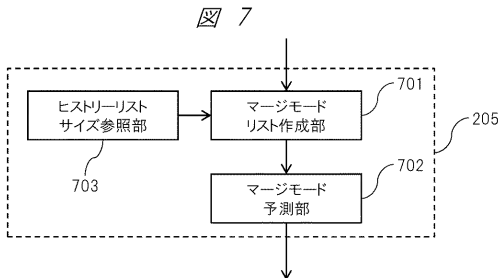 図 7
701
ヒストリーリスト
サイズ参照部
マージモード
リスト作成部
205
703
702
マージモード
予測部